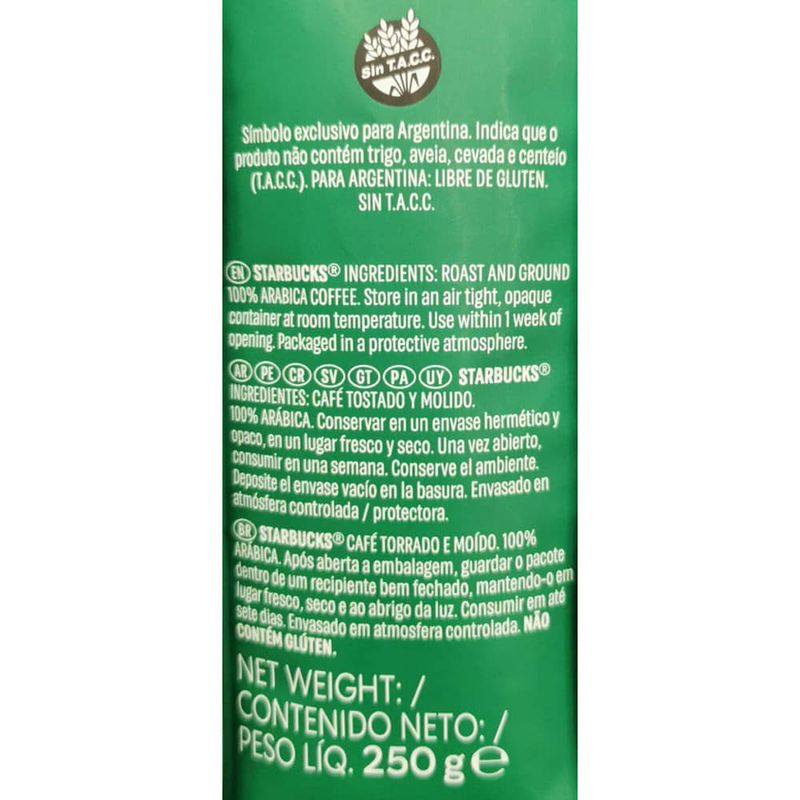 Sin T.A.C.C.
Símbolo exclusivo para Argentina. Indica que o
produto não contém trigo, aveia, cevada e centeio
(T.A.C.C.). PARA ARGENTINA: LIBRE DE GLUTEN.
SIN T.A.C.C.
EN STARBUCKS® INGREDIENTS: ROAST AND GROUND
100% ARABICA COFFEE. Store in an air tight, opaque
container at room temperature. Use within 1 week of
opening. Packaged in a protective atmosphere.
AR PE CR SV GT PA UY STARBUCKS®
INGREDIENTES: CAFÉ TOSTADO Y MOLIDO.
100% ARÁBICA. Conservar en un envase hermético y
opaco, en un lugar fresco y seco. Una vez abierto,
consumir en una semana. Conserve el ambiente.
Deposite el envase vacío en la basura. Envasado en
atmósfera controlada / protectora.
BR STARBUCKS® CAFÉ TORRADO E MOÍDO. 100%
ARÁBICA. Após aberta a embalagem, guardar o pacote
dentro de um recipiente bem fechado, mantendo-o em
lugar fresco, seco e ao abrigo da luz. Consumir em até
sete dias. Envasado em atmosfera controlada. NÃO
CONTÉM GLÚTEN.
NET WEIGHT: /
CONTENIDO NETO: /
PESO LÍQ. 250 g ℮